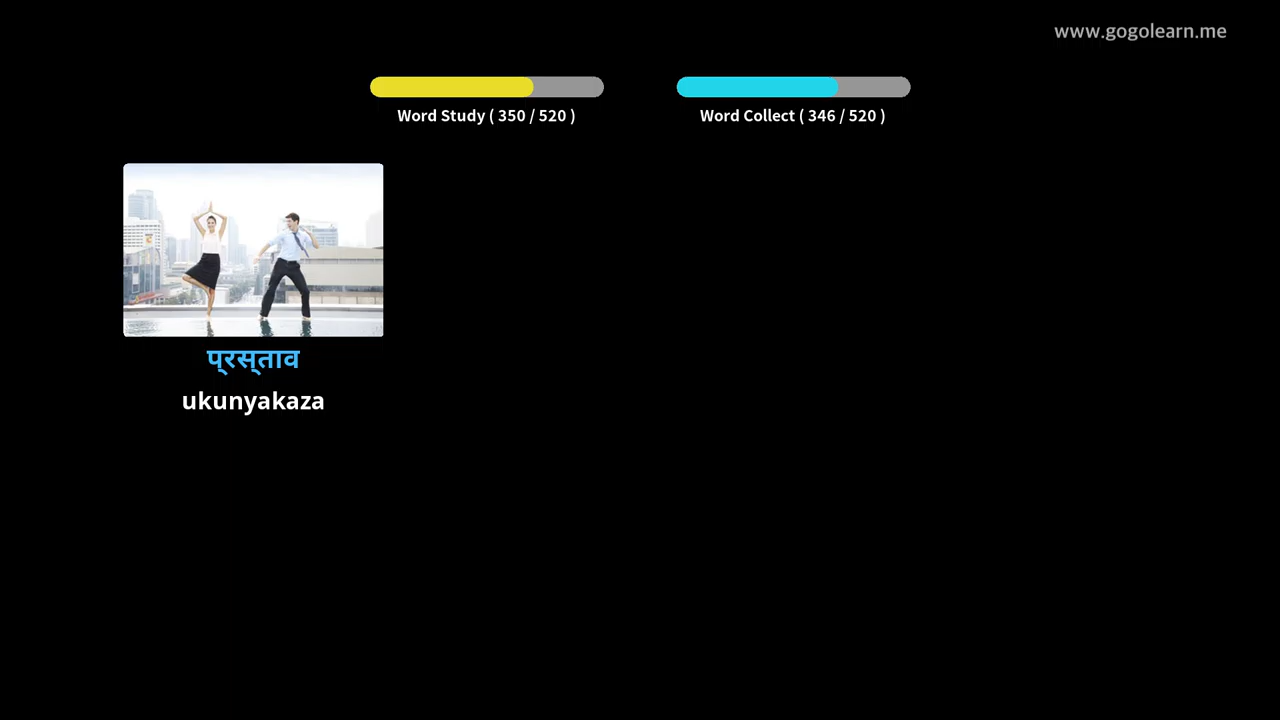 www.gogolearn.me
Word Study ( 350 / 520 )
Word Collect ( 346 / 520 )
प्रस्ताव
ukunyakaza